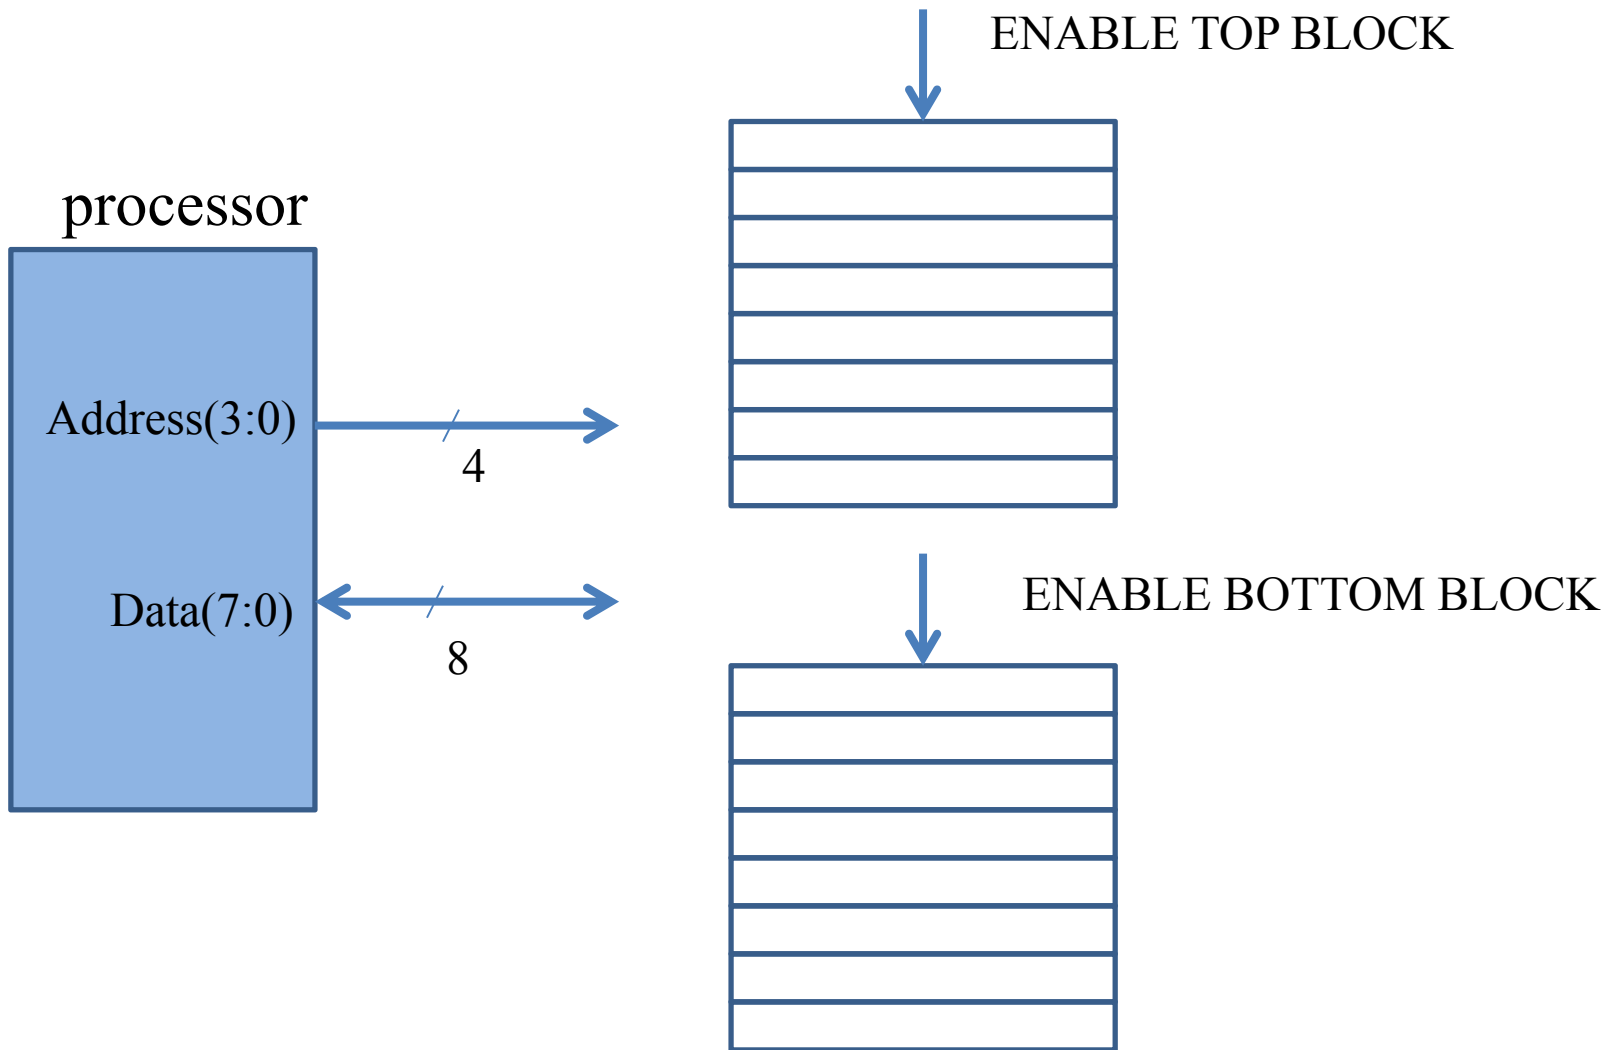 ENABLE TOP BLOCK
processor
Address(3:0)
4
Data(7:0)
8
ENABLE BOTTOM BLOCK